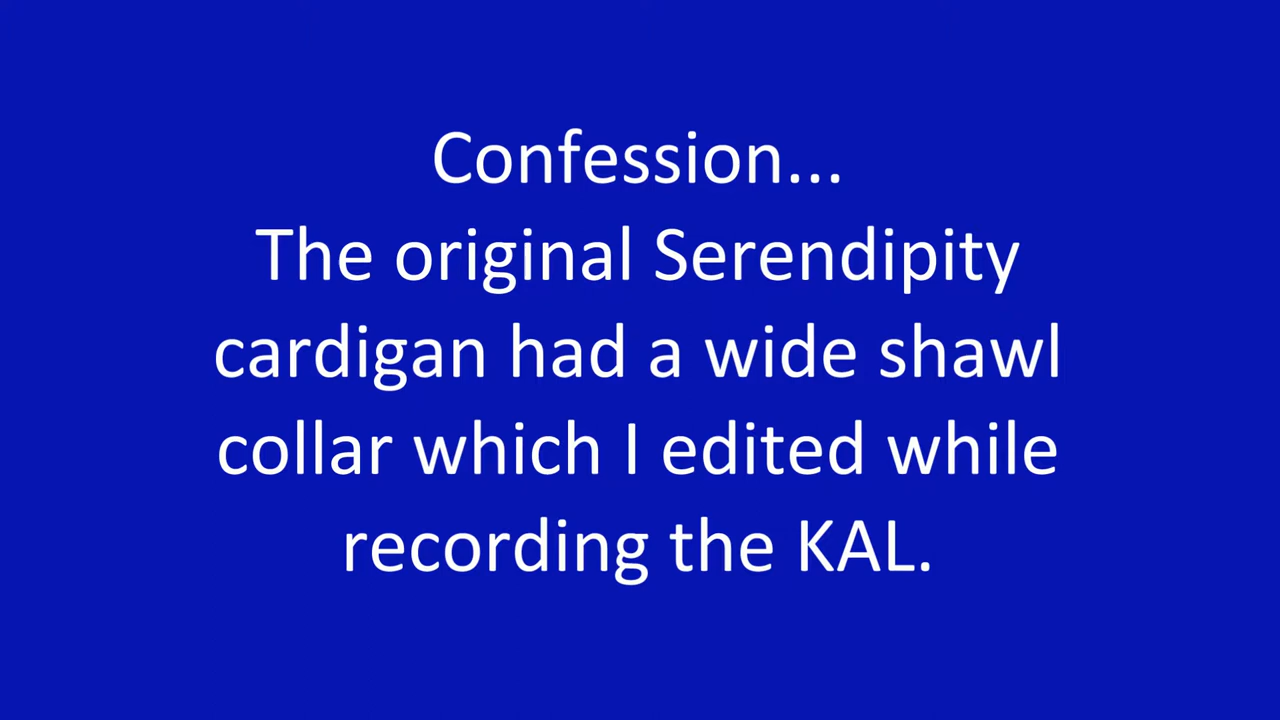 Confession...
The original Serendipity
cardigan had a wide shawl
collar which I edited while
recording the KAL.